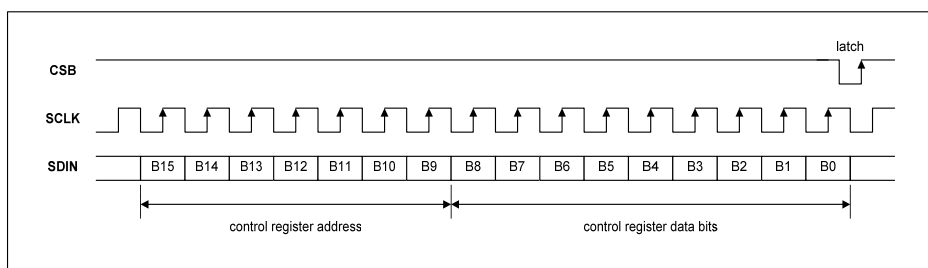 latch
CSB
SCLK
SDIN B15 B14 B13 B12 B11 B10 B9 B8 B7 B6 B5 B4 B3 B2 B1 B0
control register address control register data bits